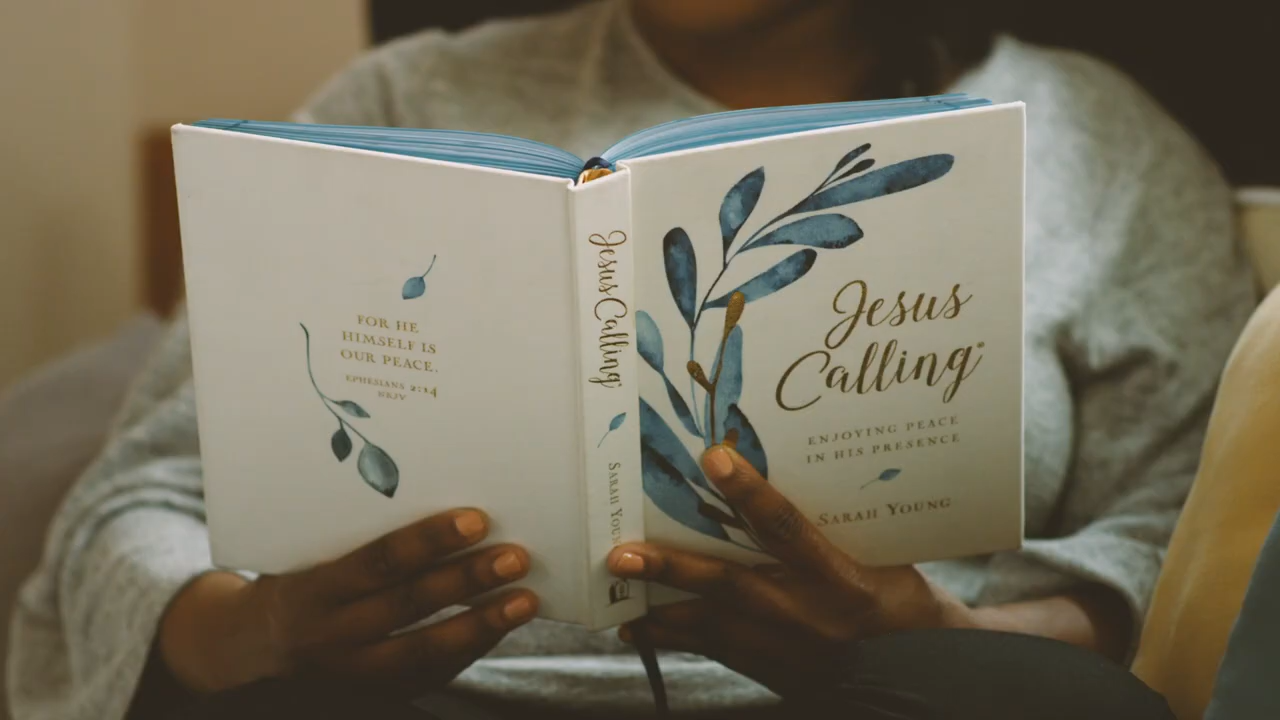 FOR HE
HIMSELF IS
OUR PEACE.
EPHESIANS 2:14
NKJV
Jesus Calling®
SARAH YOUNG
Jesus
Calling®
ENJOYING PEACE
IN HIS PRESENCE
SARAH YOUNG